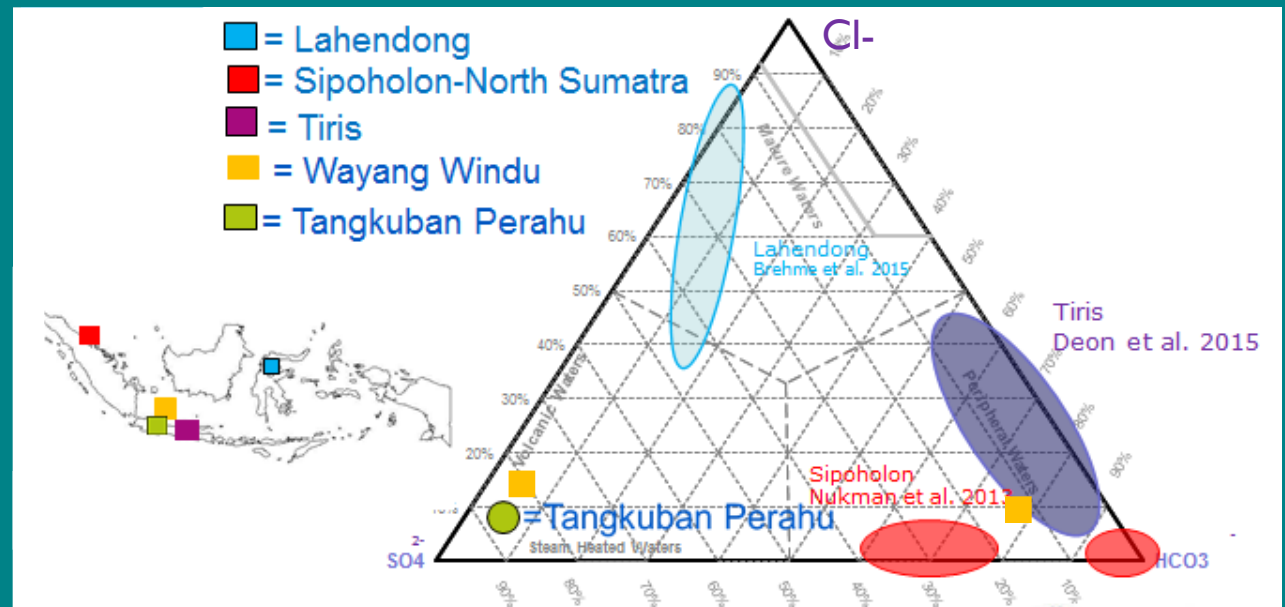 = Lahendong
= Sipoholon-North Sumatra
= Tiris
= Wayang Windu
= Tangkuban Perahu
Cl-
10%
20%
30%
40%
50%
60%
70%
80%
90%
90%
80%
70%
60%
50%
40%
30%
20%
Mature Waters
Lahendong
Brehme et al. 2015
Tiris
Deon et al. 2015
Volcanic Waters
Peripheral Waters
Sipoholon
Nukman et al. 2013
=Tangkuban Perahu
Steam Heated Waters
2-
SO4
-
HCO3
90%
80%
70%
60%
50%
40%
30%
20%
10%